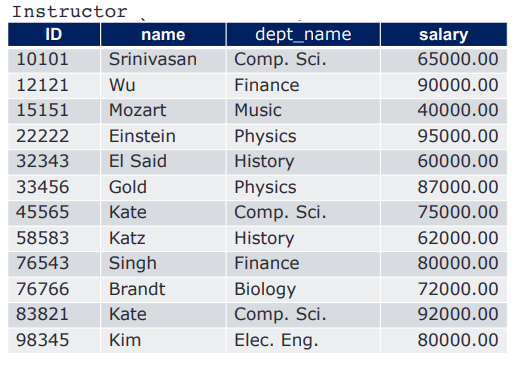 Instructor
ID name dept_name salary
10101 Srinivasan Comp. Sci. 65000.00
12121 Wu Finance 90000.00
15151 Mozart Music 40000.00
22222 Einstein Physics 95000.00
32343 El Said History 60000.00
33456 Gold Physics 87000.00
45565 Kate Comp. Sci. 75000.00
58583 Katz History 62000.00
76543 Singh Finance 80000.00
76766 Brandt Biology 72000.00
83821 Kate Comp. Sci. 92000.00
98345 Kim Elec. Eng. 80000.00